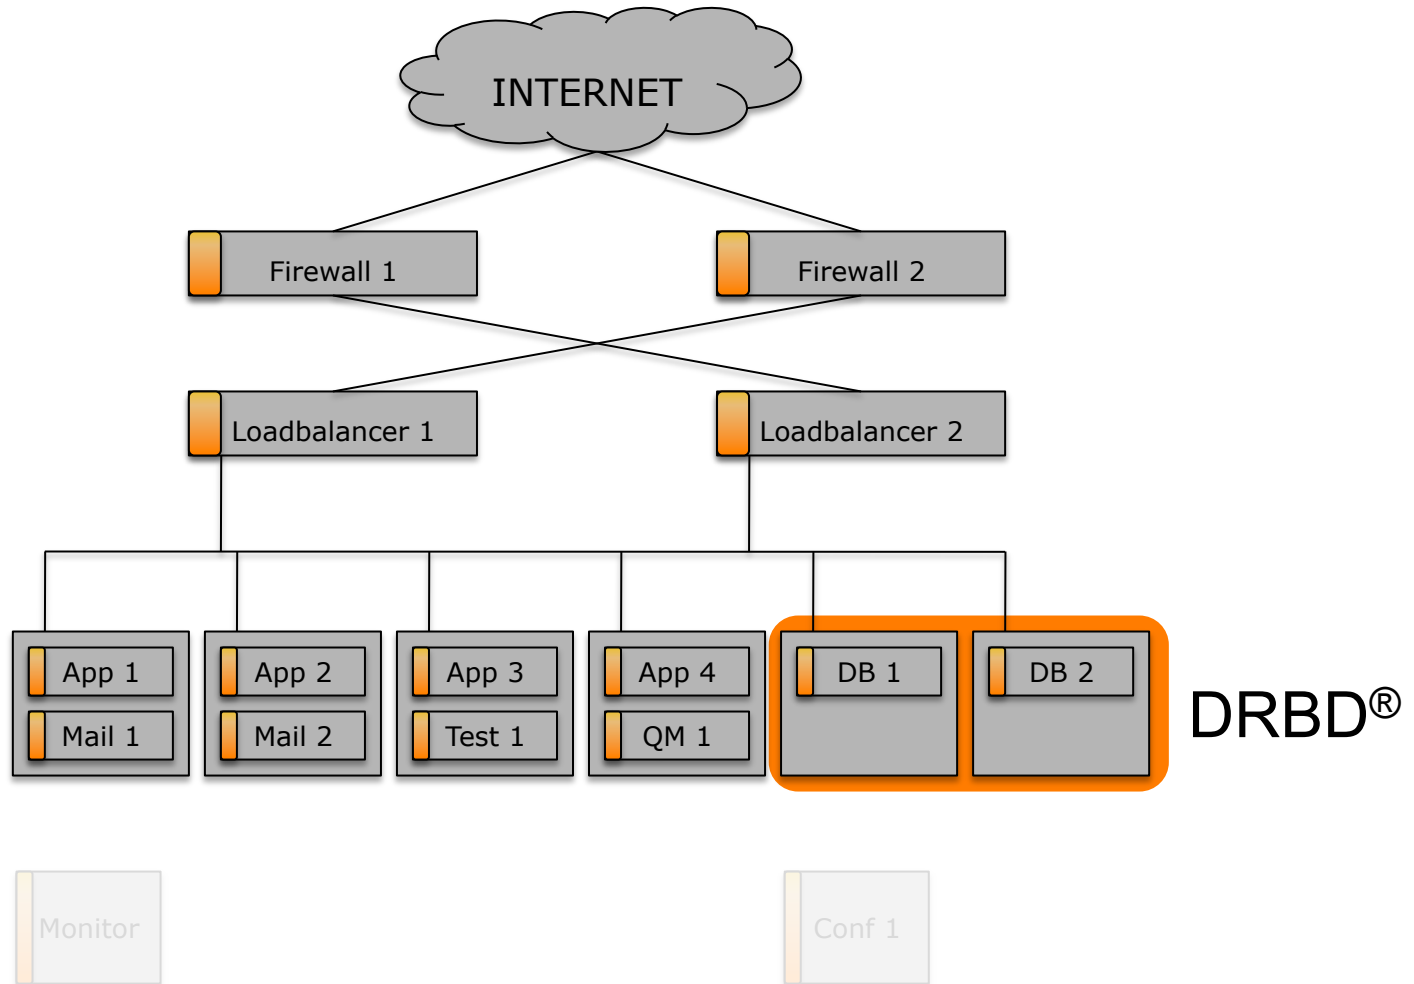 INTERNET
Firewall 1
Firewall 2
Loadbalancer 1
Loadbalancer 2
App 1
App 2
App 3
App 4
DB 1
DB 2
Mail 1
Mail 2
Test 1
QM 1
DRBD®
Monitor
Conf 1